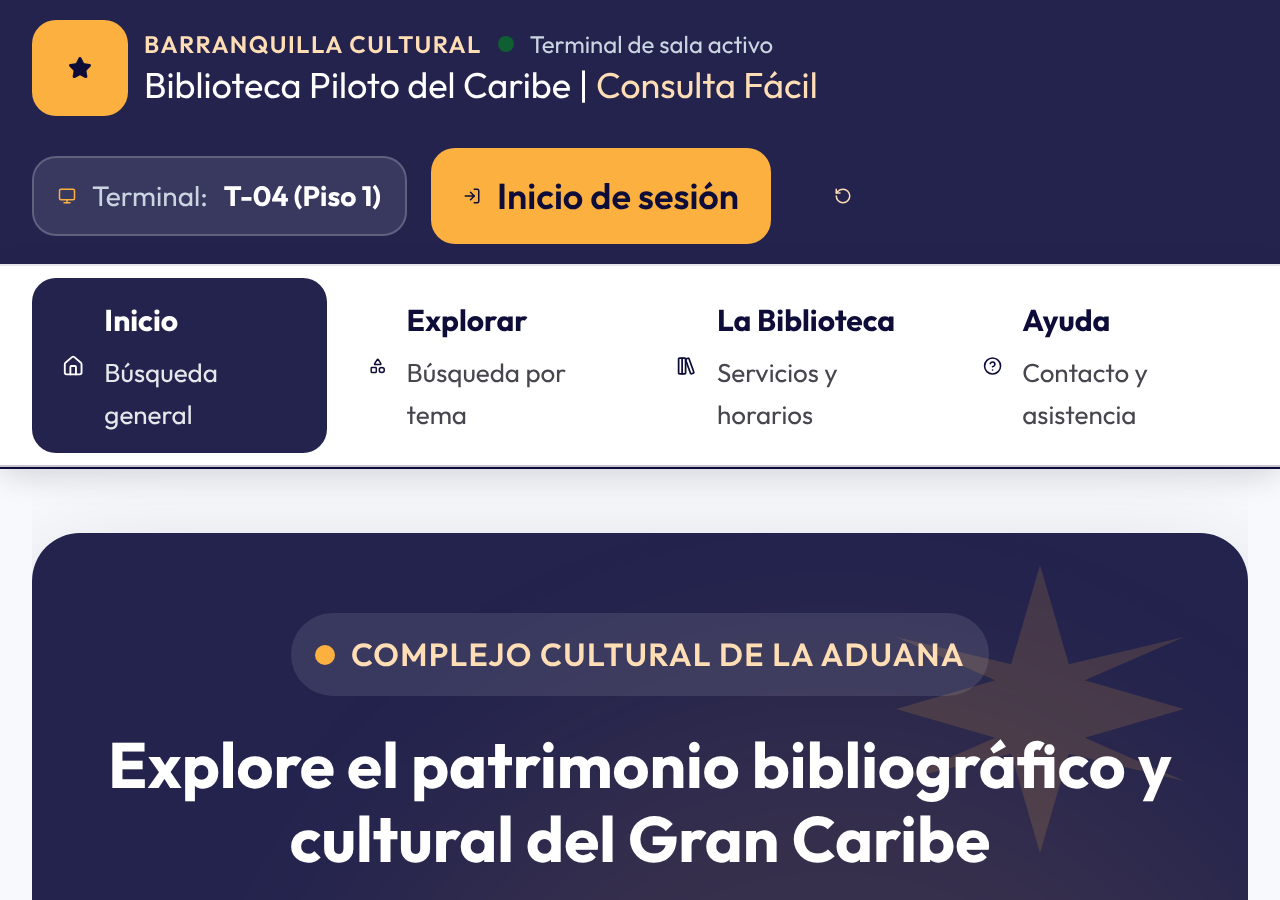 BARRANQUILLA CULTURAL
Terminal de sala activo
Biblioteca Piloto del Caribe | Consulta Fácil
Terminal: T-04 (Piso 1)
Inicio de sesión
Inicio
Búsqueda
general
Explorar
Búsqueda por
tema
La Biblioteca
Servicios y
horarios
Ayuda
Contacto y
asistencia
COMPLEJO CULTURAL DE LA ADUANA
Explore el patrimonio bibliográfico y
cultural del Gran Caribe